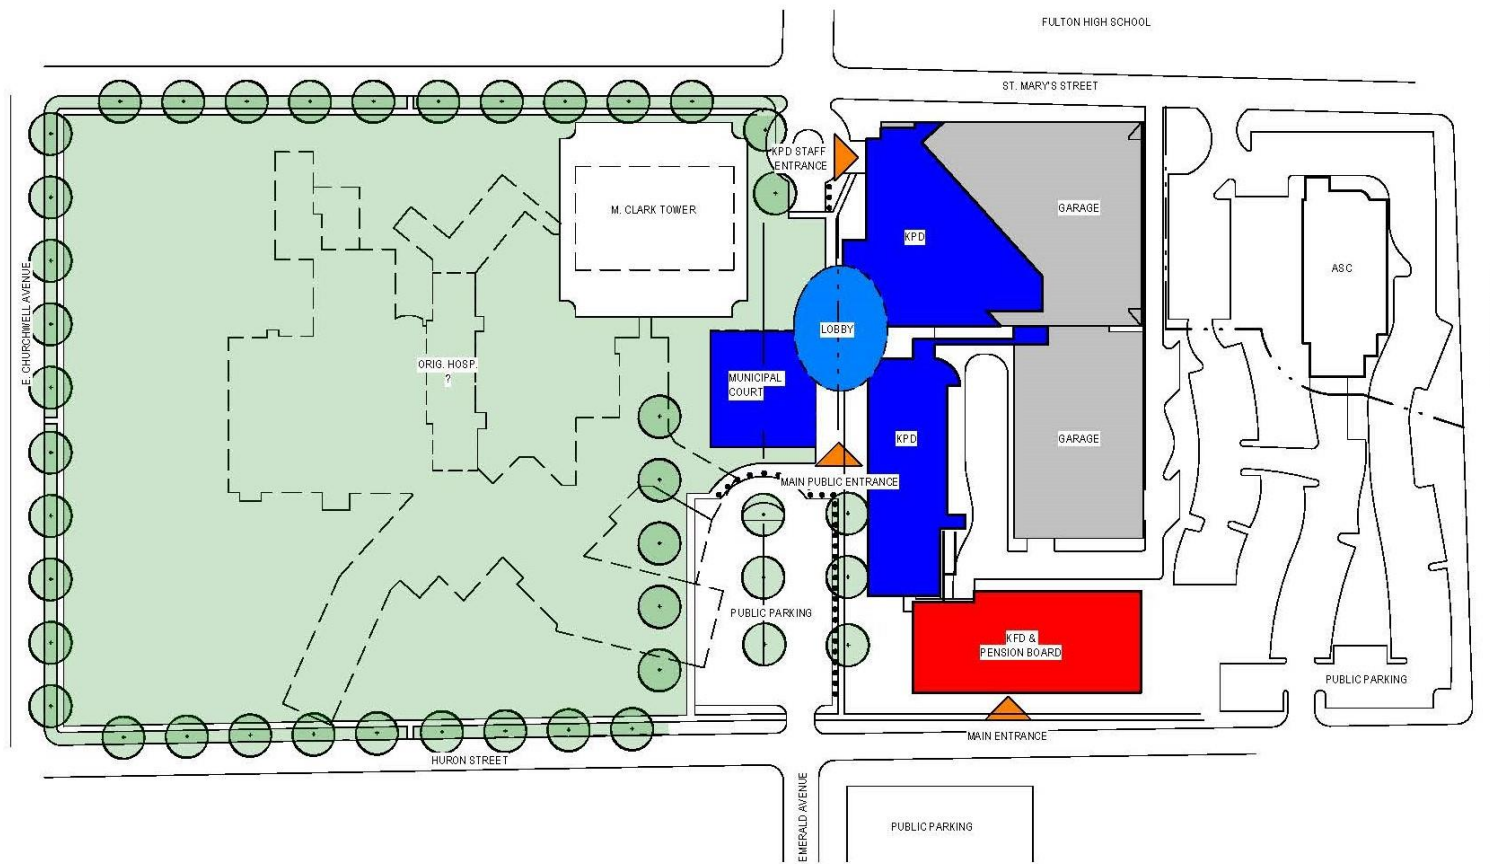 FULTON HIGH SCHOOL
ST. MARY'S STREET
KPD STAFF
ENTRANCE
M. CLARK TOWER
GARAGE
KPD
ASC
E. CHURCHWELL AVENUE
LOBBY
ORIG. HOSP.
?
MUNICIPAL
COURT
KPD
GARAGE
MAIN PUBLIC ENTRANCE
PUBLIC PARKING
KFD &
PENSION BOARD
PUBLIC PARKING
MAIN ENTRANCE
HURON STREET
EMERALD AVENUE
PUBLIC PARKING